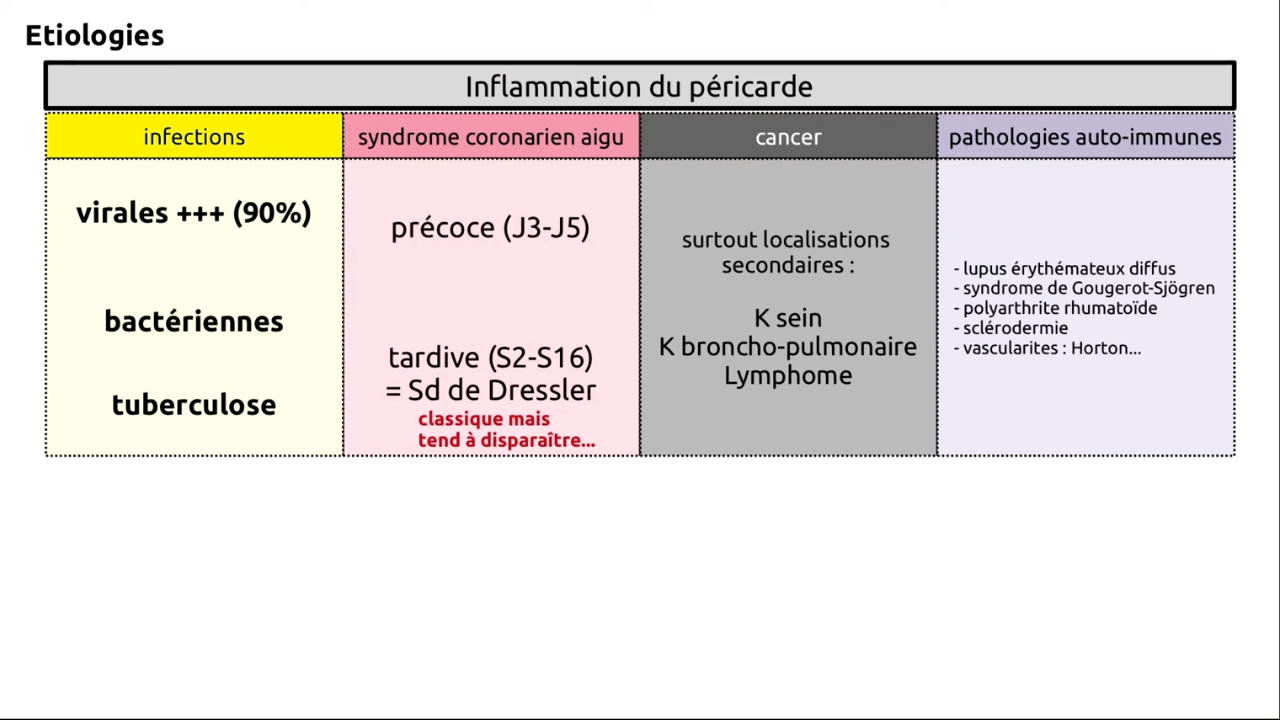 Etiologies
Inflammation du péricarde
infections
virales +++ (90%)
bactériennes
tuberculose
syndrome coronarien aigu
précoce (J3-J5)
tardive (S2-S16)
= Sd de Dressler
classique mais
tend à disparaître...
cancer
surtout localisations
secondaires :
K sein
K broncho-pulmonaire
Lymphome
pathologies auto-immunes
- lupus érythémateux diffus
- syndrome de Gougerot-Sjögren
- polyarthrite rhumatoïde
- sclérodermie
- vascularites : Horton...